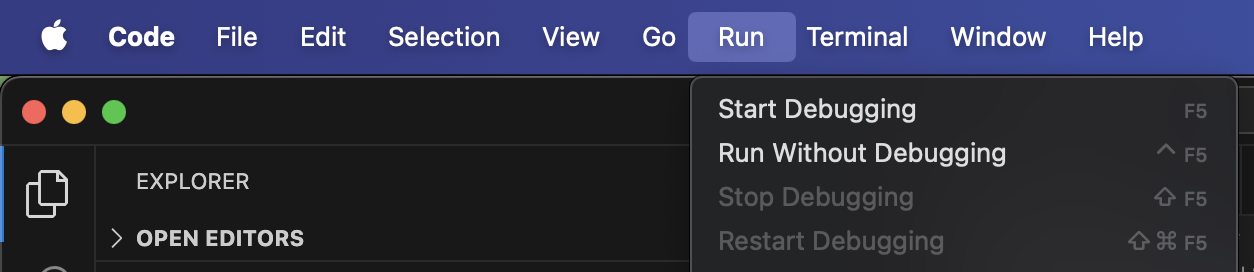 Code File Edit Selection View Go Run Terminal Window Help
Start Debugging F5
Run Without Debugging ^ F5
Stop Debugging ⇧ F5
Restart Debugging ⇧ ⌘ F5
EXPLORER
OPEN EDITORS